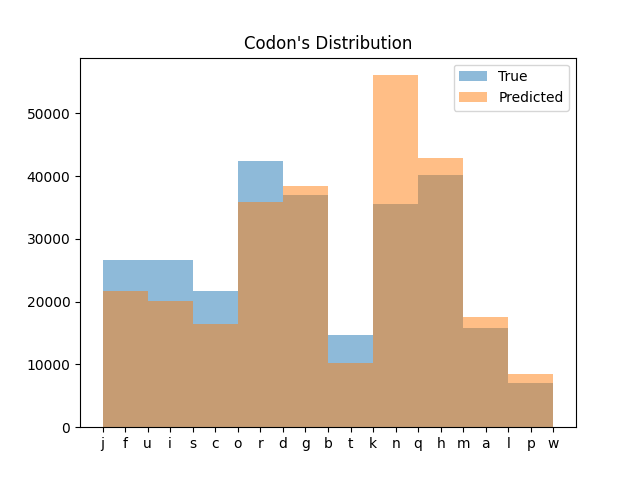 Codon's Distribution
True
Predicted
50000
40000
30000
20000
10000
0
j f u i s c o r d g b t k n q h m a l p w